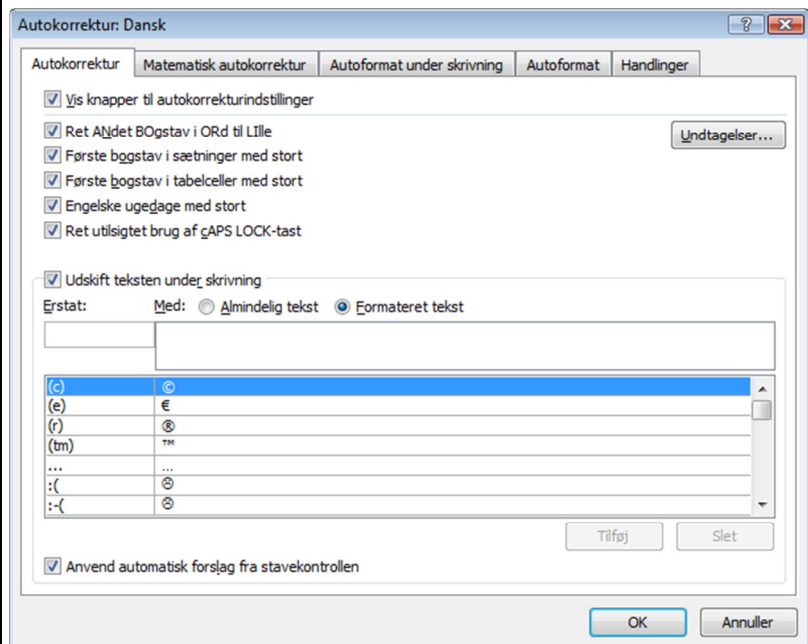 Autokorrektur: Dansk
Autokorrektur Matematisk autokorrektur Autoformat under skrivning Autoformat Handlinger
Vis knapper til autokorrekturindstillinger
Ret ANdet BOgstav i ORd til LIlle Undtagelser...
Første bogstav i sætninger med stort
Første bogstav i tabelceller med stort
Engelske ugedage med stort
Ret utilsigtet brug af cAPS LOCK-tast
Udskift teksten under skrivning
Erstat: Med: Almindelig tekst Formateret tekst
(c) ©
(e) €
(r) ®
(tm) ™
... …
:( ☹
:-( ☹
Tilføj Slet
Anvend automatisk forslag fra stavekontrollen
OK Annuller